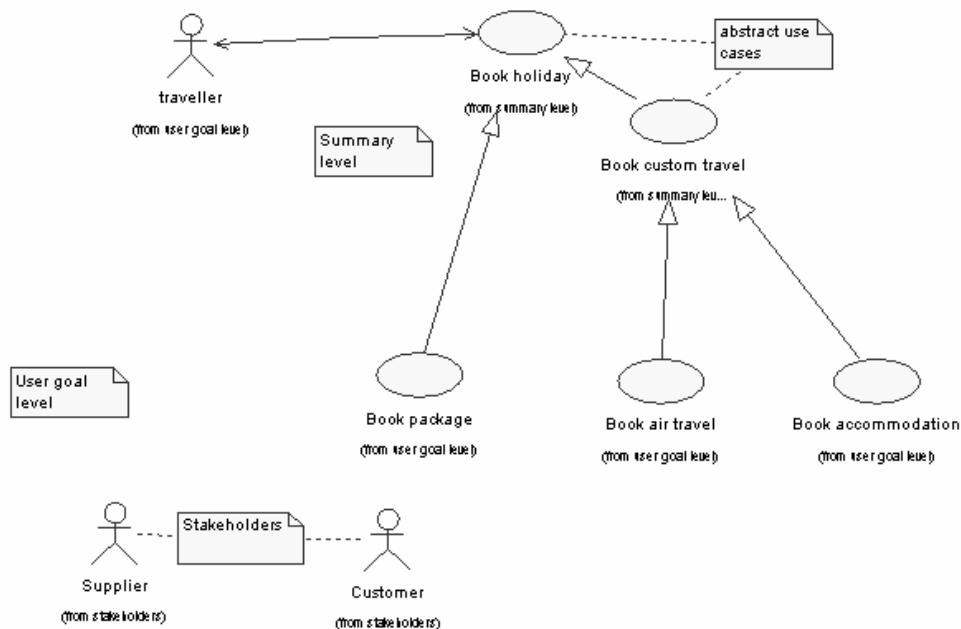 abstract use
cases
Book holiday
(from summary level)
traveller
(from user goal level)
Summary
level
Book custom travel
(from summary lev...
User goal
level
Book package
(from user goal level)
Book air travel
(from user goal level)
Book accommodation
(from user goal level)
Stakeholders
Supplier
(from stakeholders)
Customer
(from stakeholders)